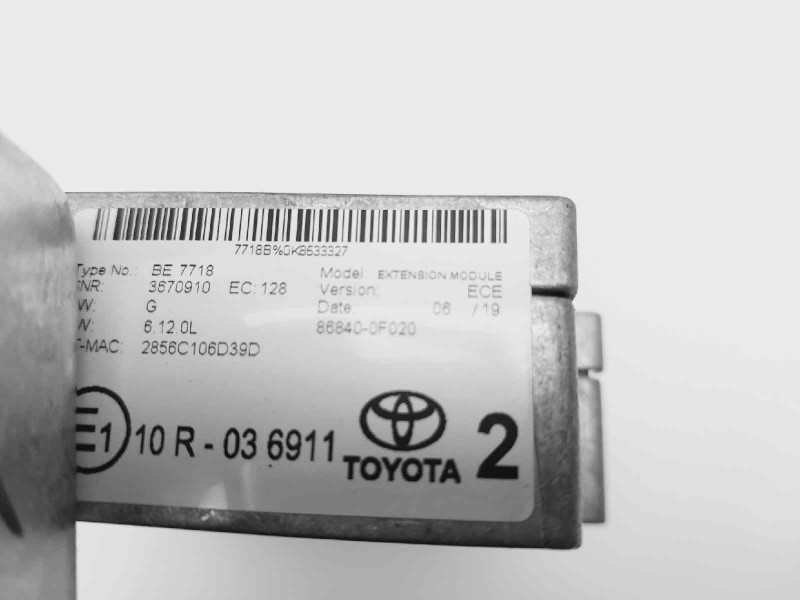 7718B%0K8533327
Type No.: BE 7718 Model: EXTENSION MODULE
SNR: 3670910 EC: 128 Version: ECE
W: G Date 06 / 19
W: 6.12.0L 86840-0F020
-MAC: 2856C106D39D
E1 10 R - 03 6911 TOYOTA 2